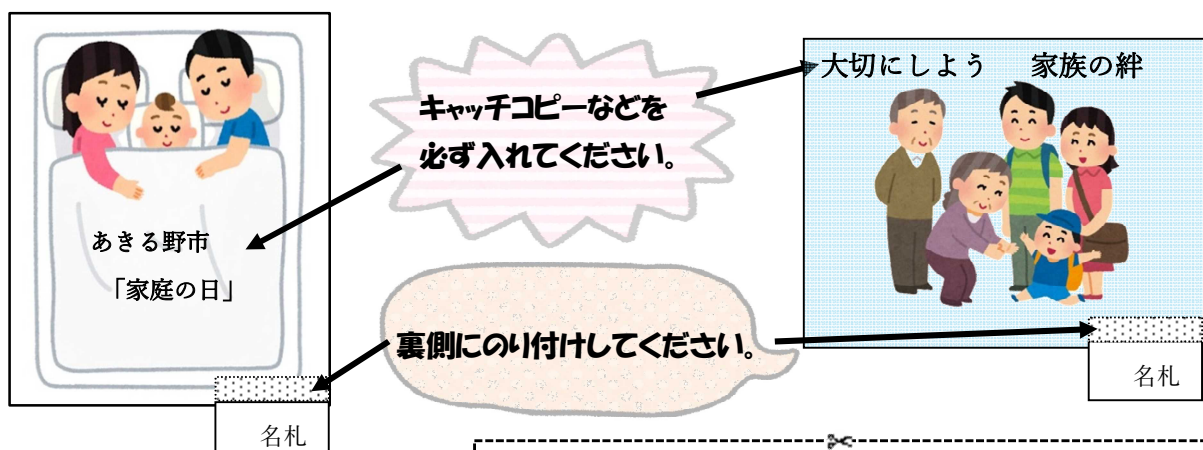 大切にしよう　家族の絆
キャッチコピーなどを
必ず入れてください。
あきる野市
「家庭の日」
裏側にのり付けしてください。
名札
名札